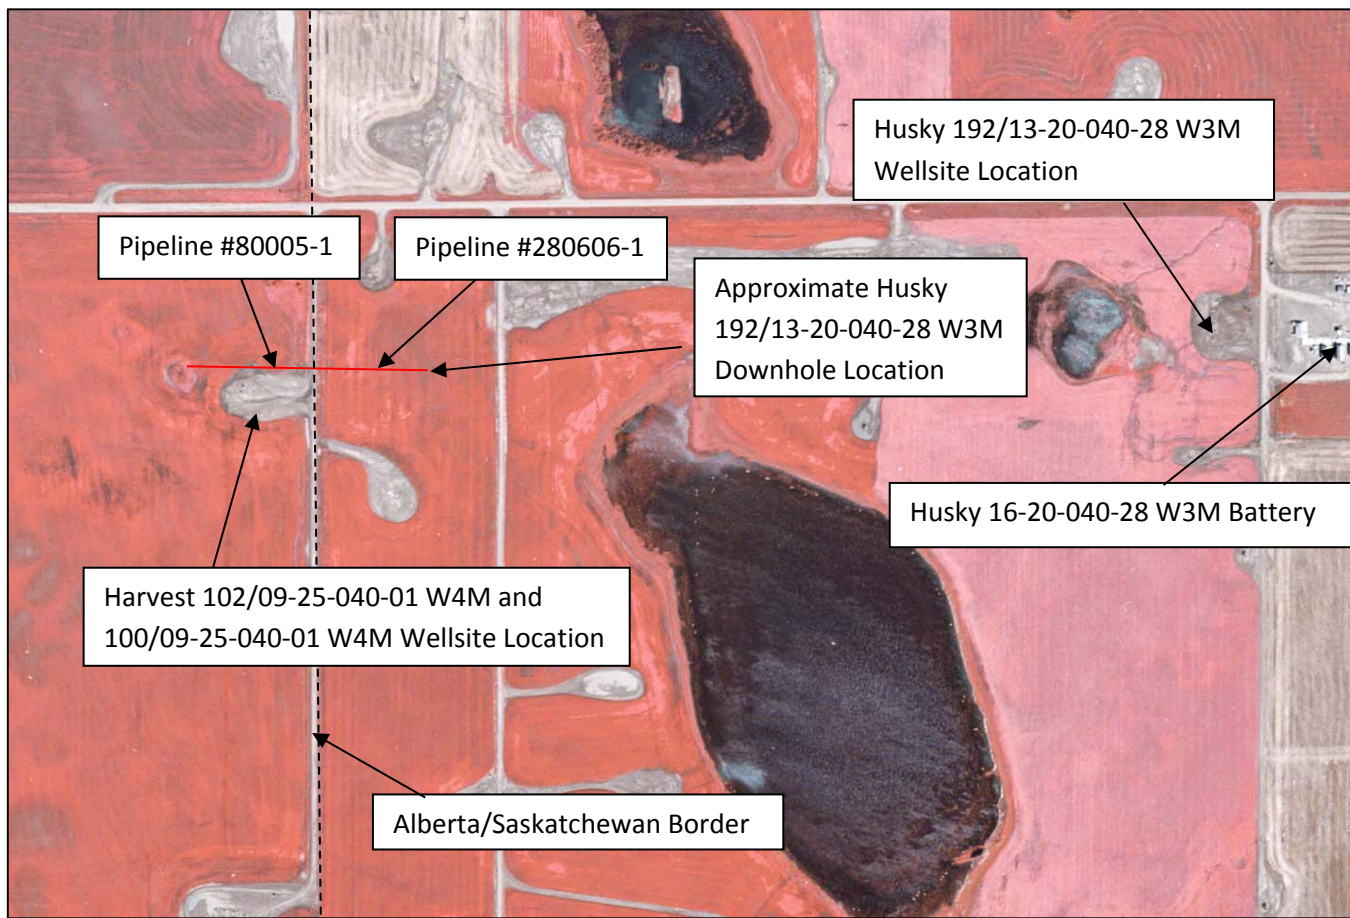 Husky 192/13-20-040-28 W3M
Wellsite Location
Pipeline #80005-1
Pipeline #280606-1
Approximate Husky
192/13-20-040-28 W3M
Downhole Location
Husky 16-20-040-28 W3M Battery
Harvest 102/09-25-040-01 W4M and
100/09-25-040-01 W4M Wellsite Location
Alberta/Saskatchewan Border